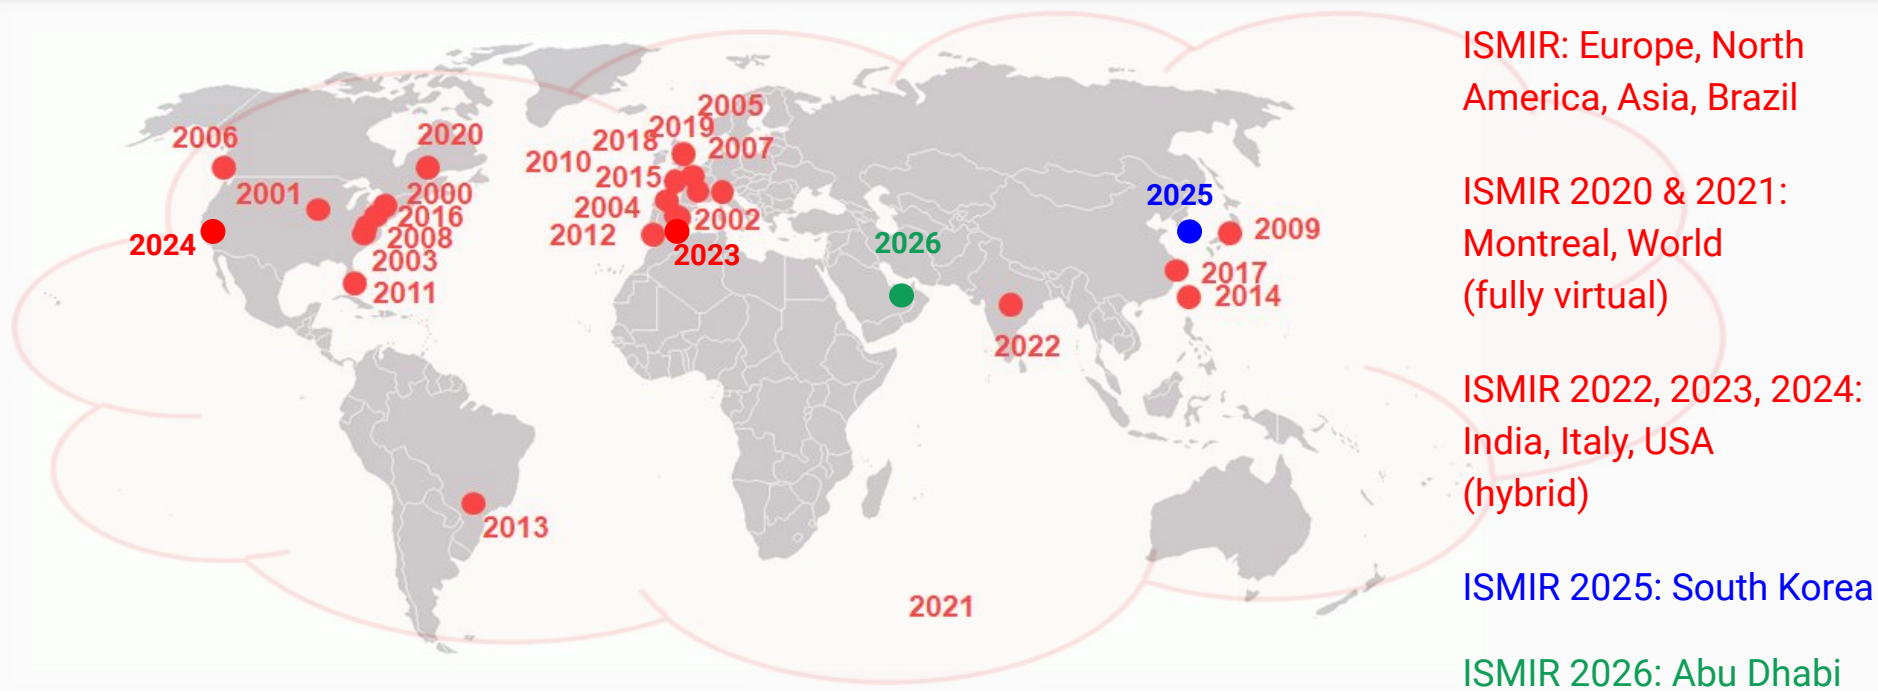 2005
2019
2006
2020
2018
2007
2010
2015
2001
2000
2025
2004
2016
2002
2009
2024
2012
2008
2026
2023
2003
2017
2011
2014
2022
2013
2021
ISMIR: Europe, North
America, Asia, Brazil
ISMIR 2020 & 2021:
Montreal, World
(fully virtual)
ISMIR 2022, 2023, 2024:
India, Italy, USA
(hybrid)
ISMIR 2025: South Korea
ISMIR 2026: Abu Dhabi